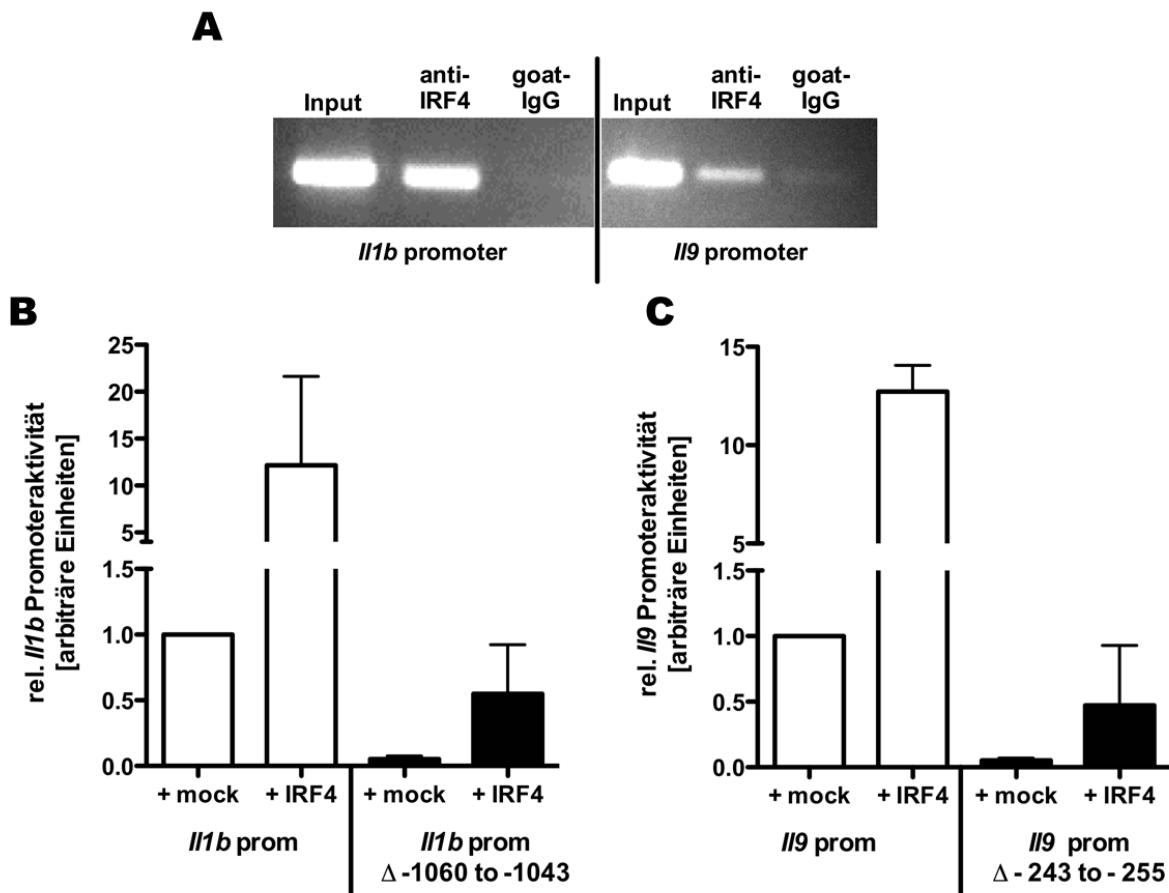 A
Input
anti-
IRF4
goat-
IgG
Input
anti-
IRF4
goat-
IgG
Il1b promoter
Il9 promoter
B
rel. Il1b Promoteraktivität
[arbiträre Einheiten]
25
20
15
10
5
1.5
1.0
0.5
0.0
+ mock
+ IRF4
+ mock
+ IRF4
Il1b prom
Il1b prom
Δ -1060 to -1043
C
rel. Il9 Promoteraktivität
[arbiträre Einheiten]
15
10
5
1.5
1.0
0.5
0.0
+ mock
+ IRF4
+ mock
+ IRF4
Il9 prom
Il9 prom
Δ - 243 to - 255